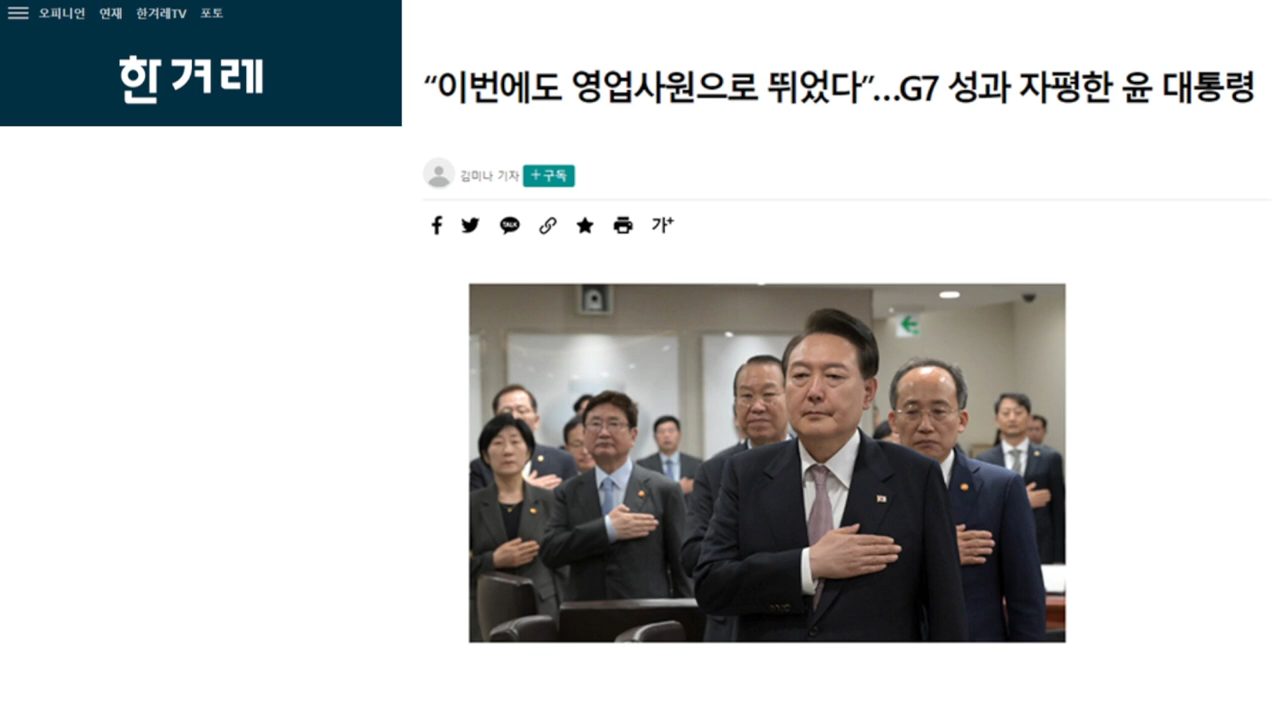 오피니언 연재 한겨레TV 포토
한겨레
“이번에도 영업사원으로 뛰었다”…G7 성과 자평한 윤 대통령
김미나 기자 +구독
TALK
가+